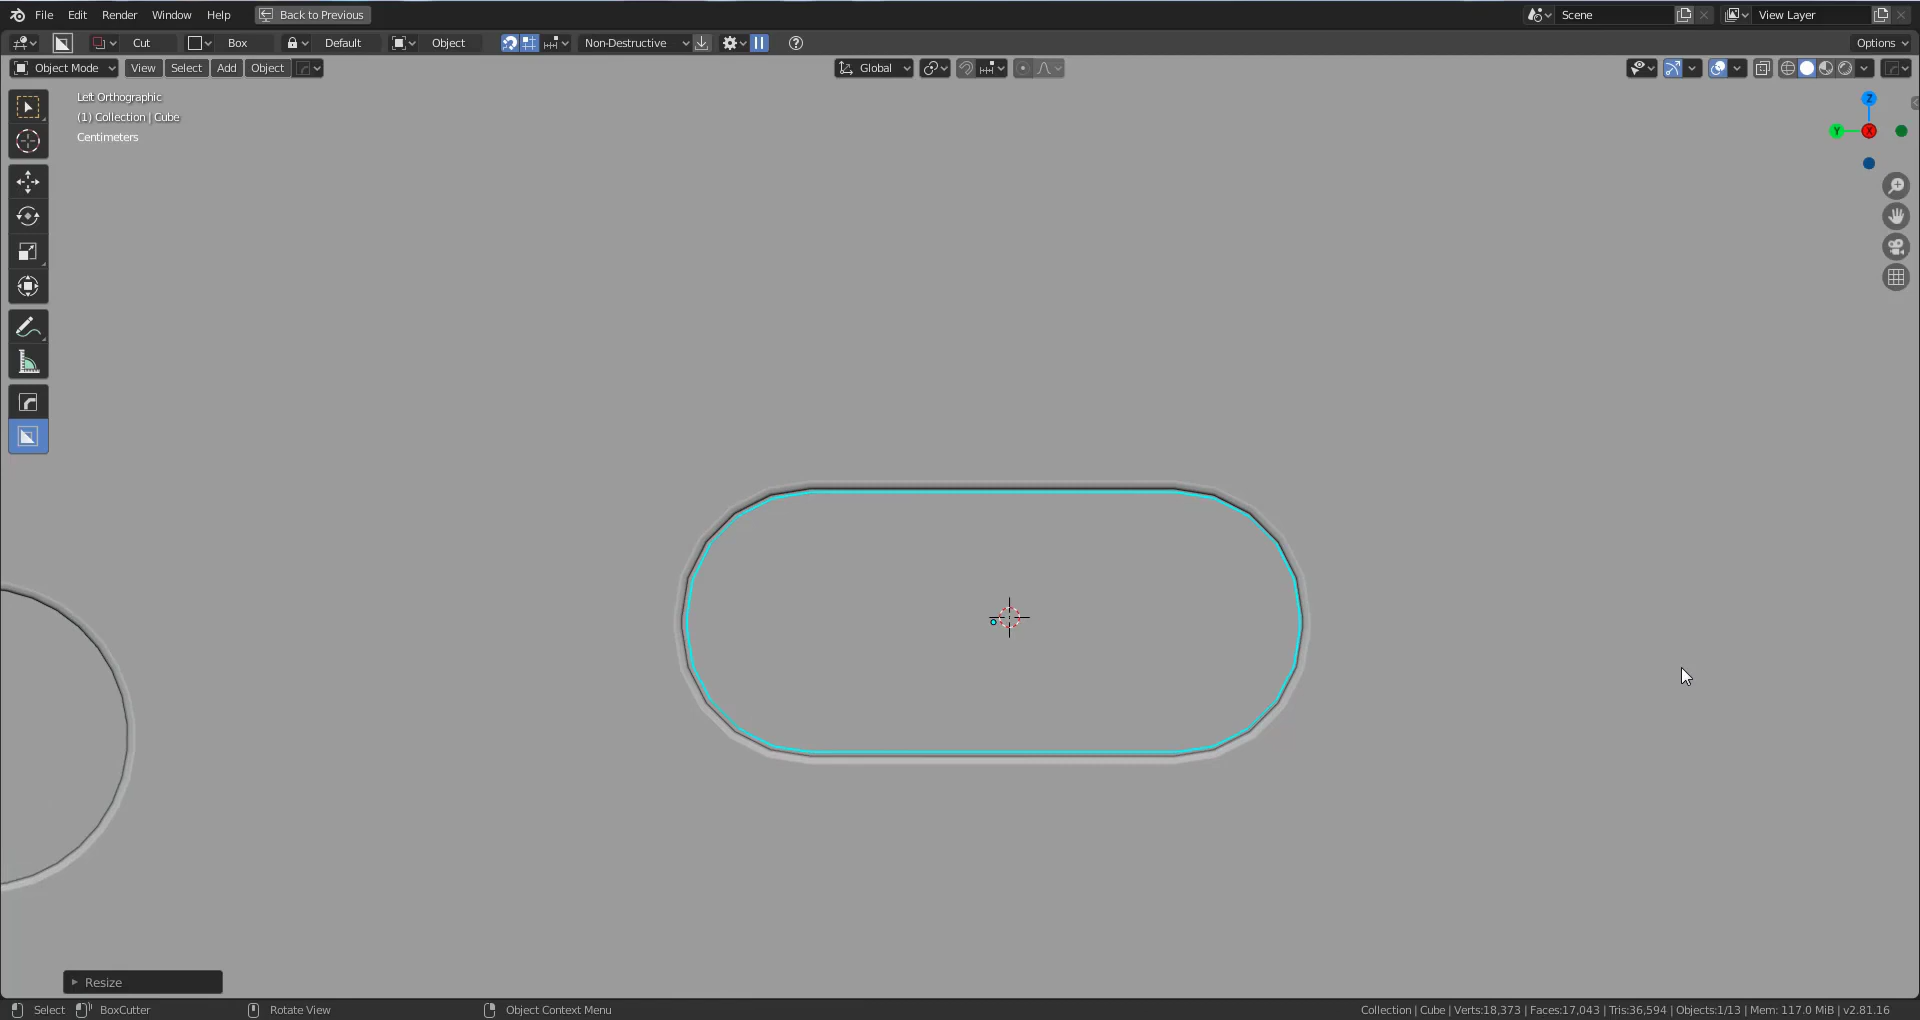 File Edit Render Window Help Back to Previous Scene View Layer
Cut Box Default Object Non-Destructive Options
Object Mode View Select Add Object Global
Left Orthographic
(1) Collection | Cube
Centimeters
Z
Y X
Resize
Select BoxCutter Rotate View Object Context Menu Collection | Cube | Verts:18,373 | Faces:17,043 | Tris:36,594 | Objects:1/13 | Mem: 117.0 MiB | v2.81.16